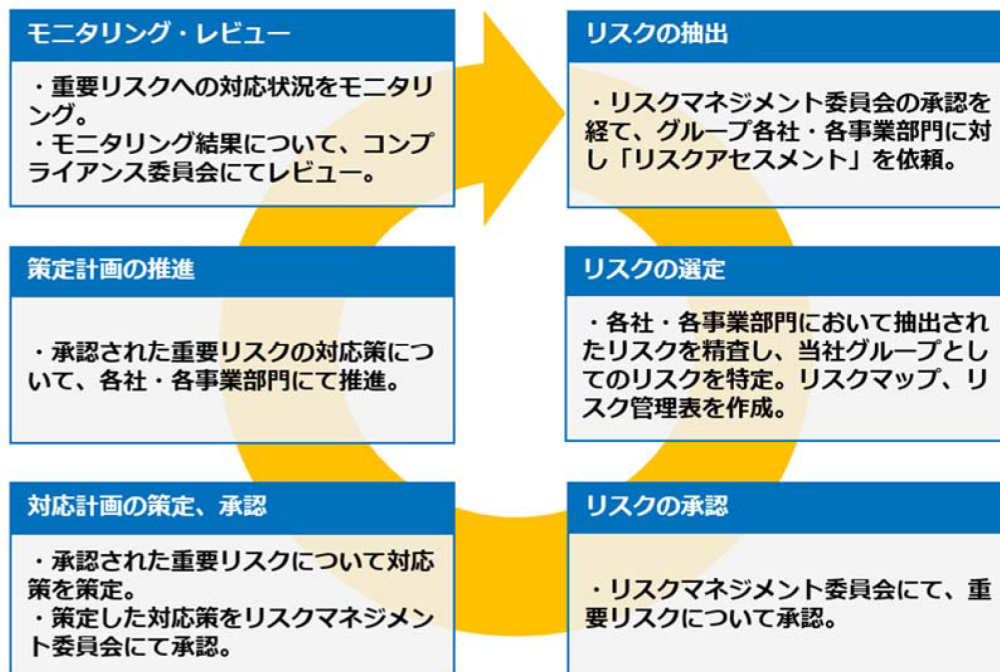 モニタリング・レビュー
・重要リスクへの対応状況をモニタリ
ング。
・モニタリング結果について、コンプ
ライアンス委員会にてレビュー。
リスクの抽出
・リスクマネジメント委員会の承認を
経て、グループ各社・各事業部門に対
し「リスクアセスメント」を依頼。
策定計画の推進
・承認された重要リスクの対応策につ
いて、各社・各事業部門にて推進。
リスクの選定
・各社・各事業部門において抽出され
たリスクを精査し、当社グループとし
てのリスクを特定。リスクマップ、リ
スク管理表を作成。
対応計画の策定、承認
・承認された重要リスクについて対応
策を策定。
・策定した対応策をリスクマネジメン
ト委員会にて承認。
リスクの承認
・リスクマネジメント委員会にて、重
要リスクについて承認。